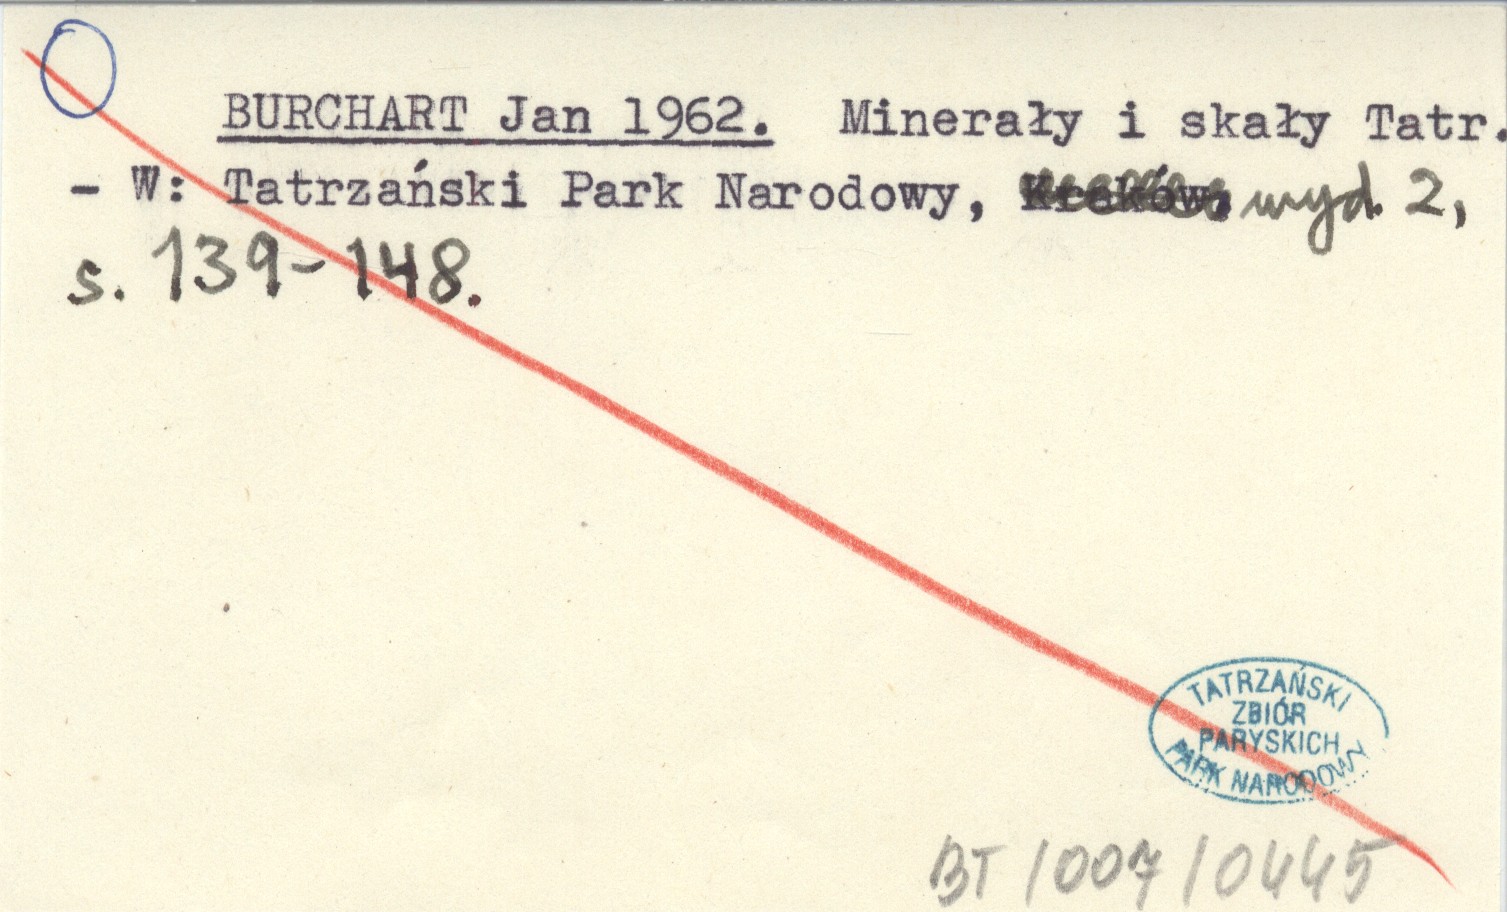 BURCHART Jan 1962. Minerały i skały Tatr.
- W: Tatrzański Park Narodowy, Kraków, wyd. 2,
s. 139-148.
TATRZAŃSKI
ZBIÓR
PARYSKICH
PARK NARODOWY
BT/007/0445